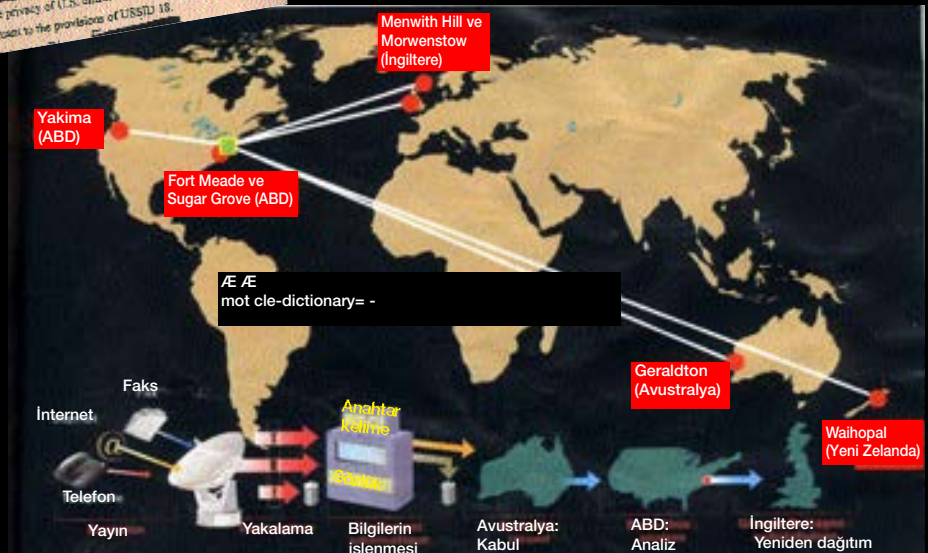 privacy of U.S.
to the provisions of USSID 18.
Menwith Hill ve
Morwenstow
(İngiltere)
Yakima
(ABD)
Fort Meade ve
Sugar Grove (ABD)
Æ Æ
mot cle-dictionary= -
Geraldton
(Avustralya)
Waihopal
(Yeni Zelanda)
Faks
İnternet
@
Telefon
Yayın
Yakalama
Anahtar
kelime
Bilgilerin
işlenmesi
Avustralya:
Kabul
ABD:
Analiz
İngiltere:
Yeniden dağıtım